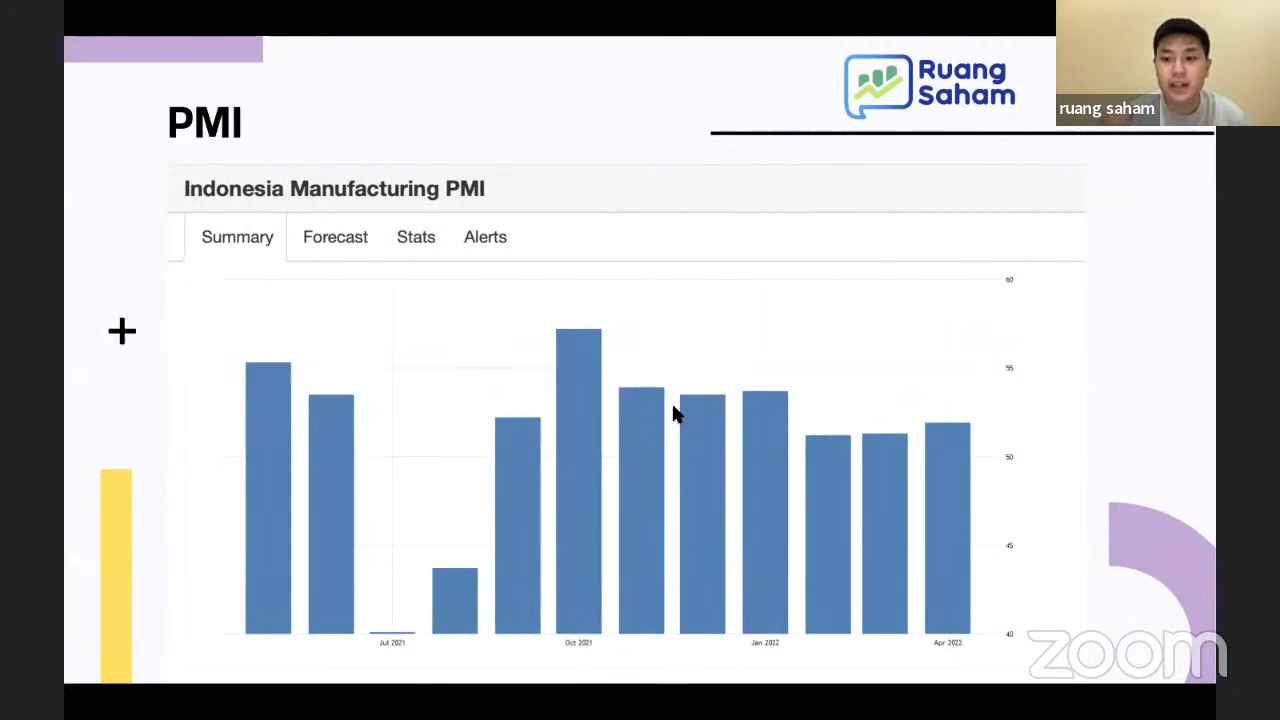 Ruang
Saham
ruang saham
PMI
Indonesia Manufacturing PMI
Summary Forecast Stats Alerts
60
55
+
50
45
40
Jul 2021 Oct 2021 Jan 2022 Apr 2022
zoom